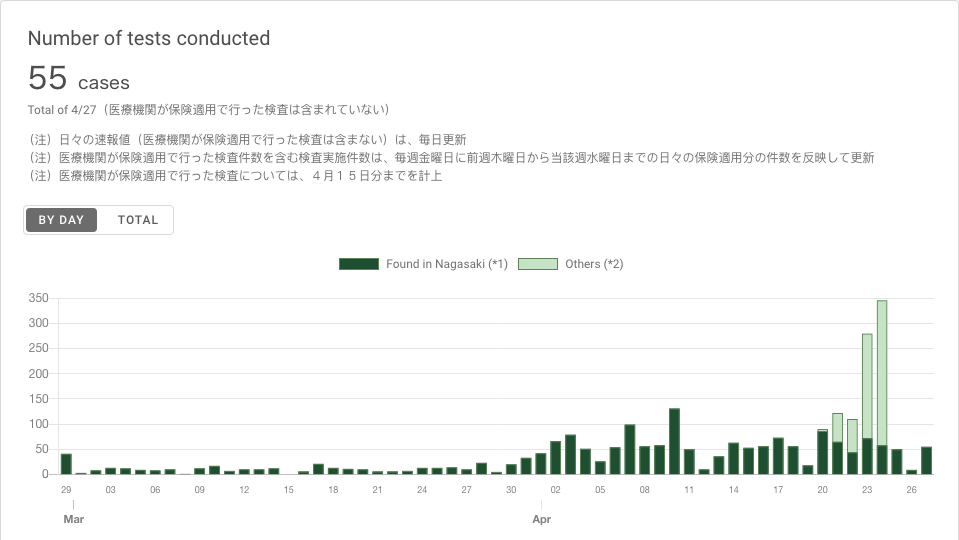 Number of tests conducted
55 cases
Total of 4/27（医療機関が保険適用で行った検査は含まれていない）
（注）日々の速報値（医療機関が保険適用で行った検査は含まない）は、毎日更新
（注）医療機関が保険適用で行った検査件数を含む検査実施件数は、毎週金曜日に前週木曜日から当該週水曜日までの日々の保険適用分の件数を反映して更新
（注）医療機関が保険適用で行った検査については、４月１５日分までを計上
BY DAY TOTAL
Found in Nagasaki (*1) Others (*2)
350
300
250
200
150
100
50
0
29 03 06 09 12 15 18 21 24 27 30 02 05 08 11 14 17 20 23 26
Mar Apr